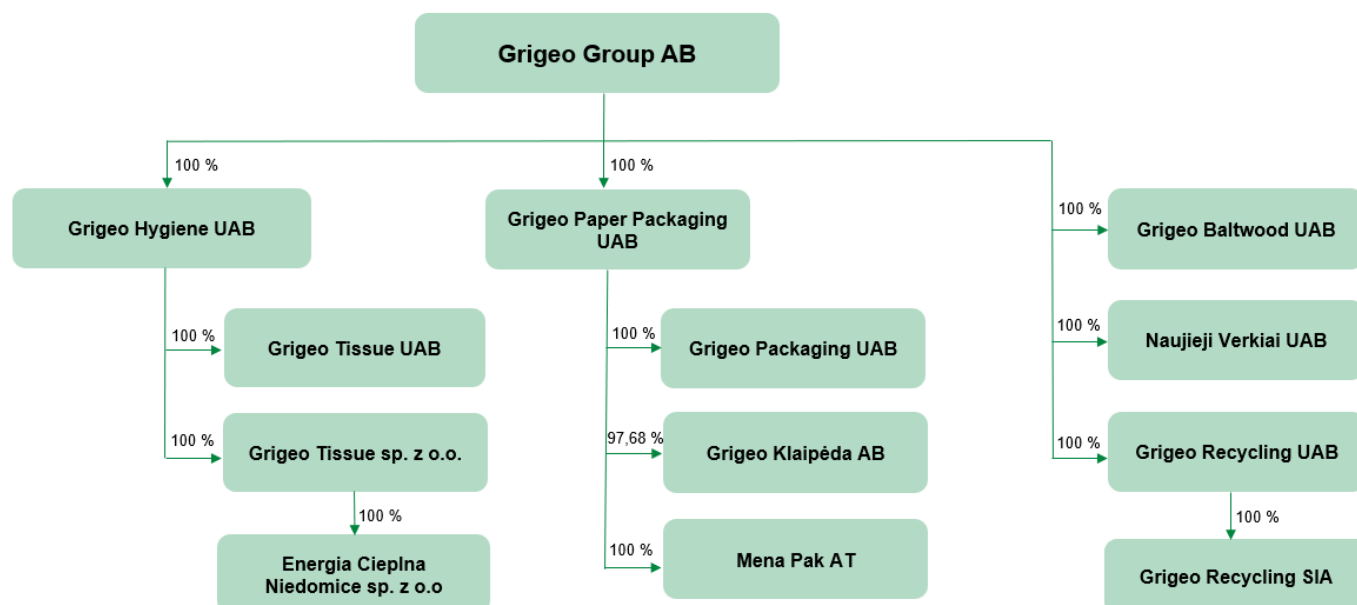 Grigeo Group AB
100 %
100 %
Grigeo Hygiene UAB
Grigeo Paper Packaging
UAB
100 %
Grigeo Baltwood UAB
100 %
Grigeo Tissue UAB
100 %
Grigeo Packaging UAB
100 %
Naujieji Verkiai UAB
100 %
Grigeo Tissue sp. z o.o.
97,68 %
Grigeo Klaipėda AB
100 %
Grigeo Recycling UAB
100 %
Energia Cieplna
Niedomice sp. z o.o
100 %
Mena Pak AT
100 %
Grigeo Recycling SIA